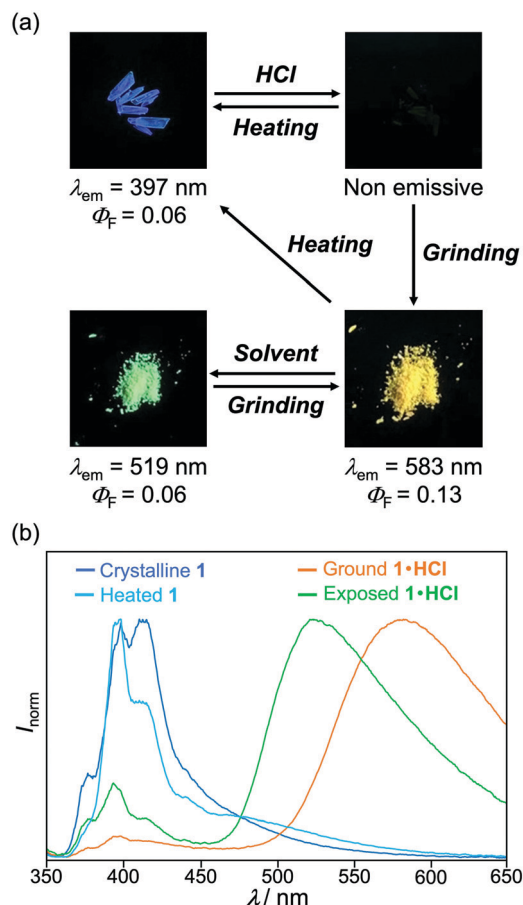 (a)
HCl
Heating
λem = 397 nm
ΦF = 0.06
Non emissive
Heating
Grinding
Solvent
Grinding
λem = 519 nm
ΦF = 0.06
λem = 583 nm
ΦF = 0.13
(b)
Crystalline 1
Heated 1
Ground 1•HCl
Exposed 1•HCl
Inorm
350 400 450 500 550 600 650
λ / nm